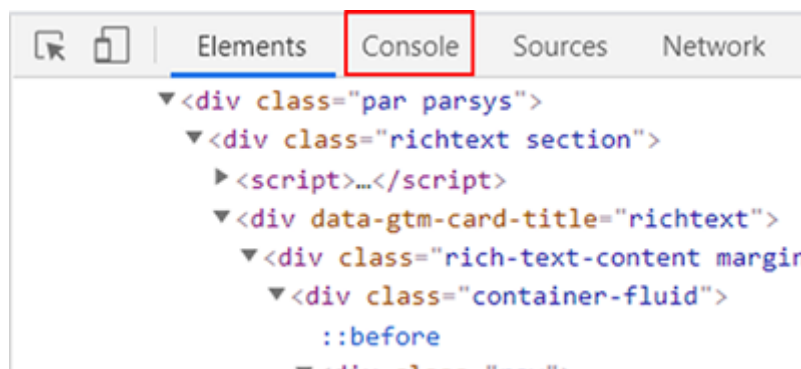 Elements Console Sources Network
▼<div class="par parsys">
▼<div class="richtext section">
▶<script>…</script>
▼<div data-gtm-card-title="richtext">
▼<div class="rich-text-content margin
▼<div class="container-fluid">
::before